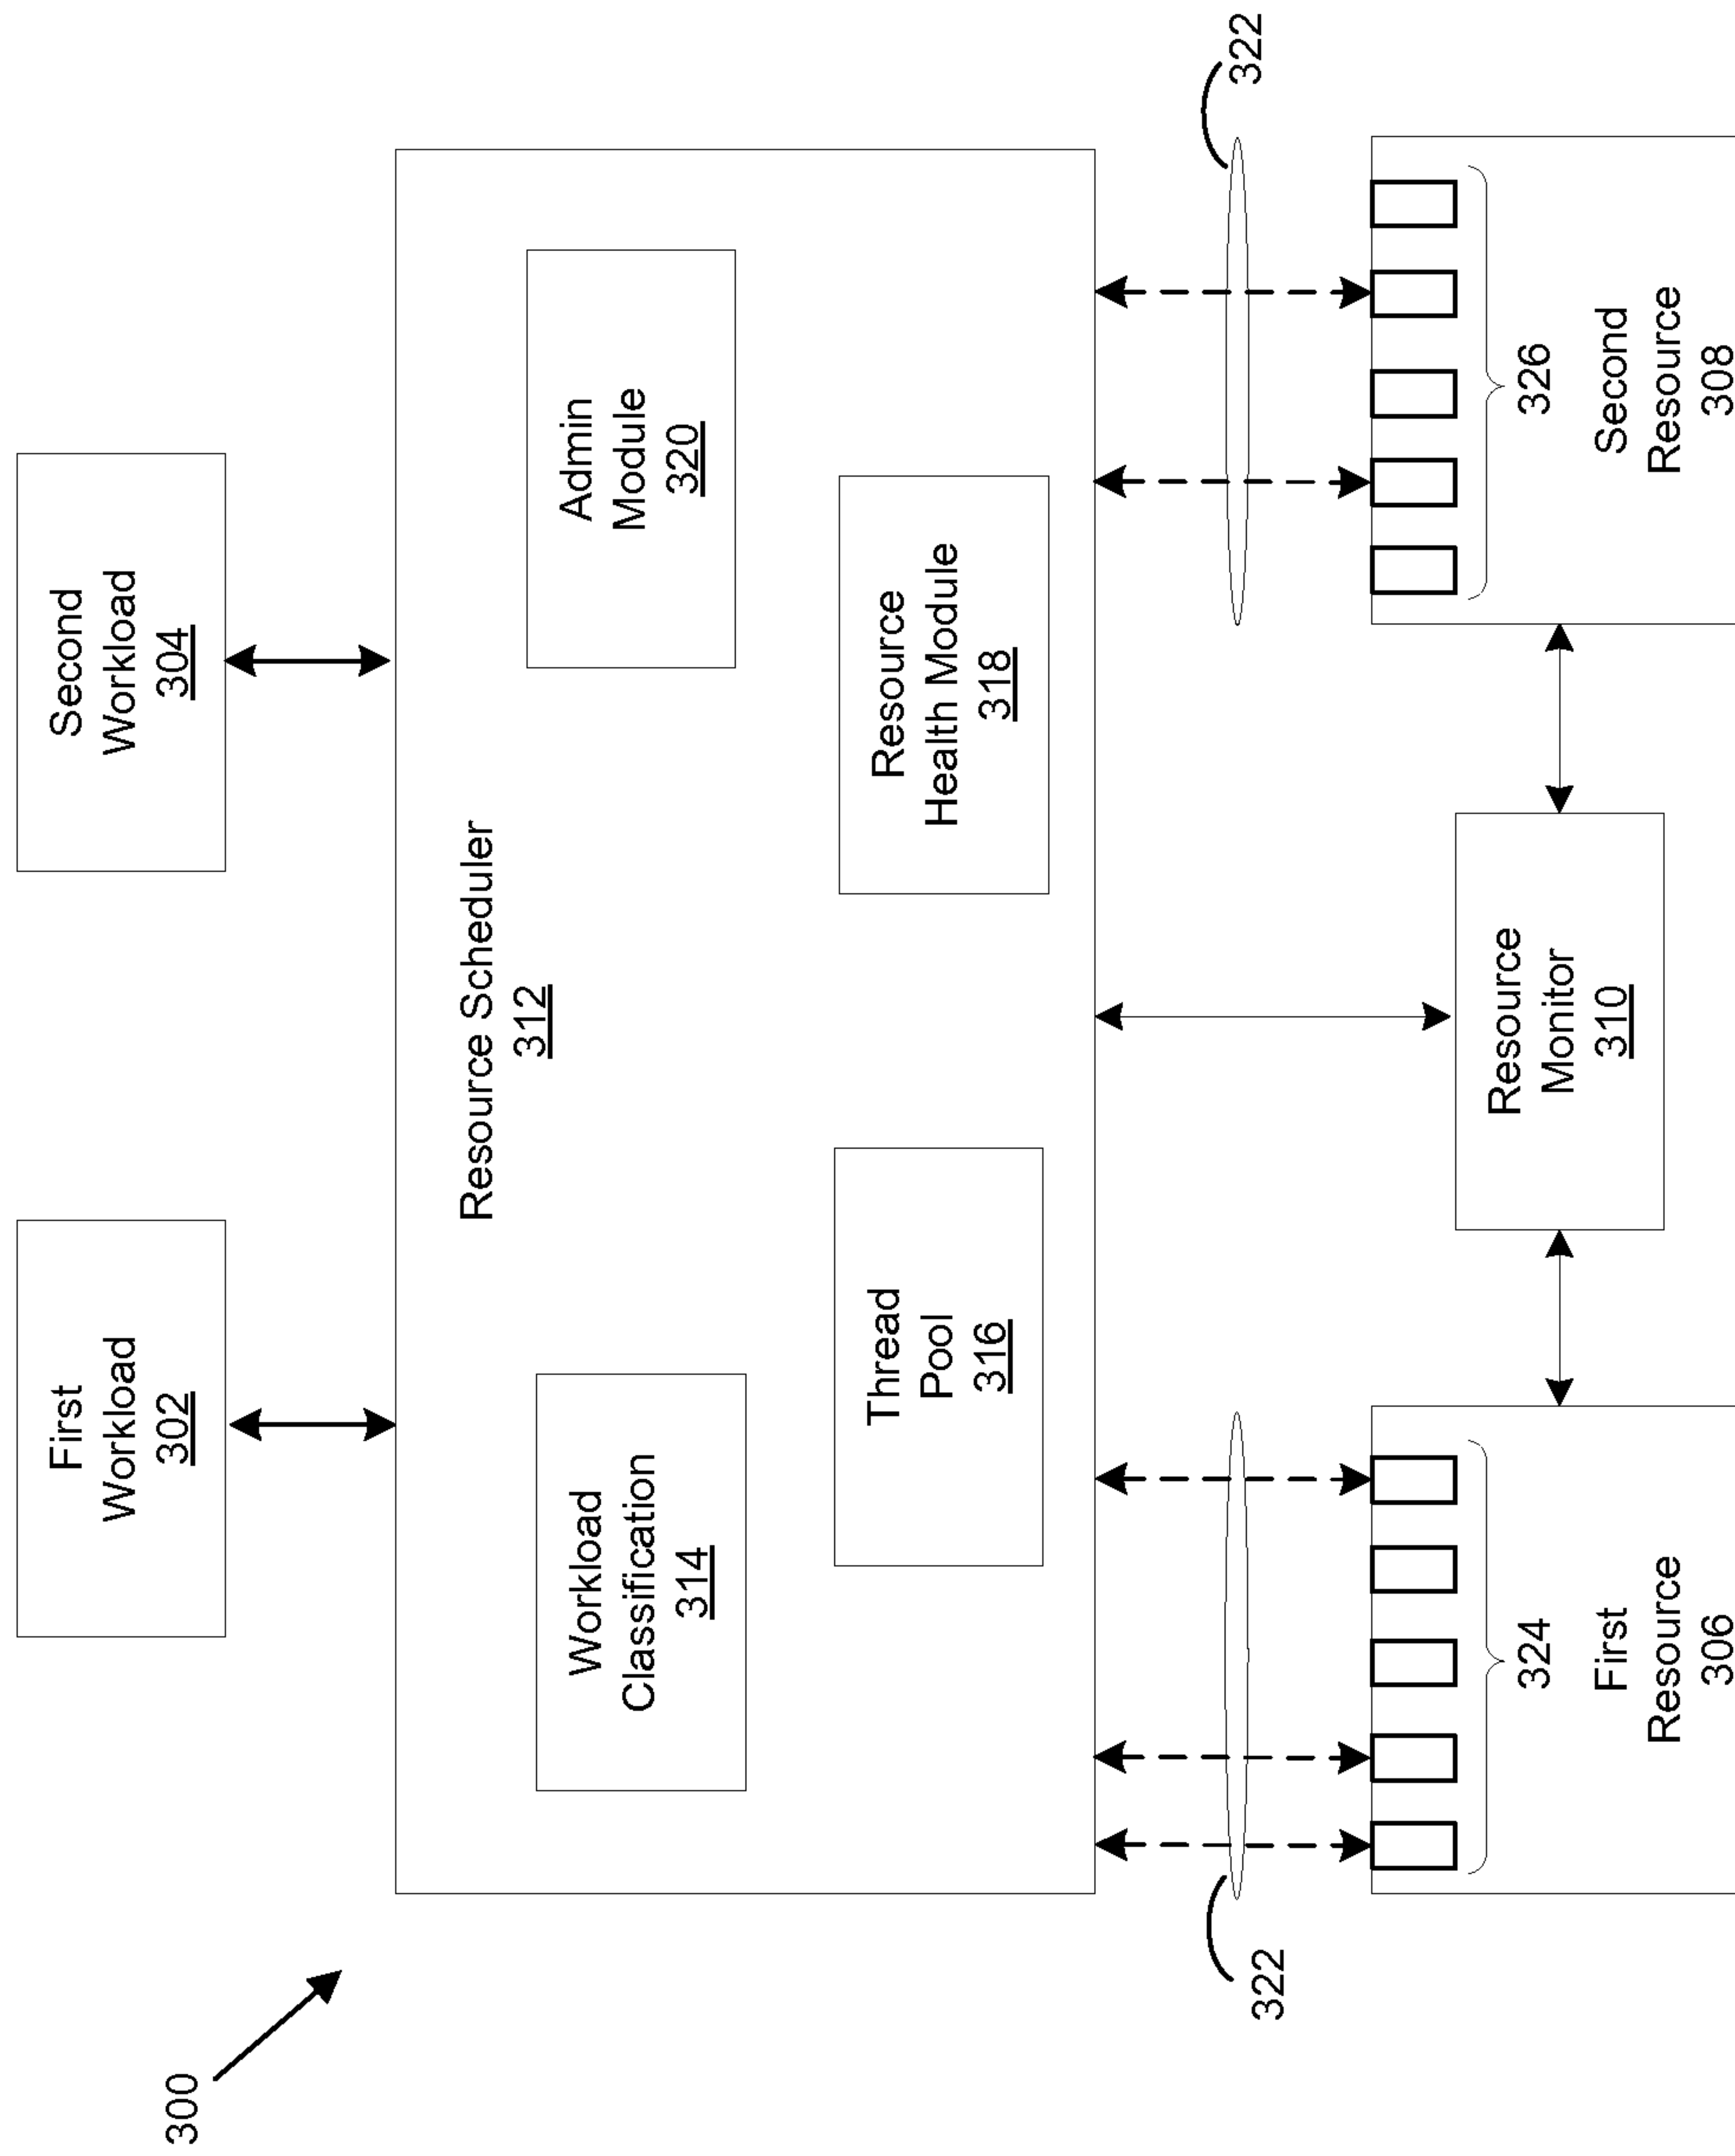 300
First
Workload
302
Second
Workload
304
Resource Scheduler
312
Workload
Classification
314
Admin
Module
320
Thread
Pool
316
Resource
Health Module
318
322
322
324
First
Resource
306
Resource
Monitor
310
326
Second
Resource
308